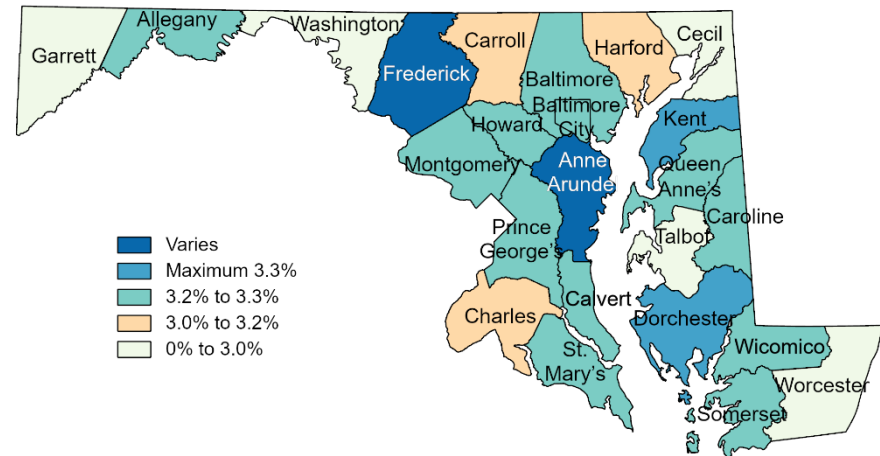 Garrett
Allegany
Washington
Frederick
Carroll
Baltimore
Baltimore
City
Harford
Cecil
Howard
Montgomery
Anne
Arunde
Kent
Queen
Anne's
Caroline
Talbot
Prince
George's
Calvert
Charles
St.
Mary's
Dorchester
Wicomico
Worcester
Somerset
Varies
Maximum 3.3%
3.2% to 3.3%
3.0% to 3.2%
0% to 3.0%